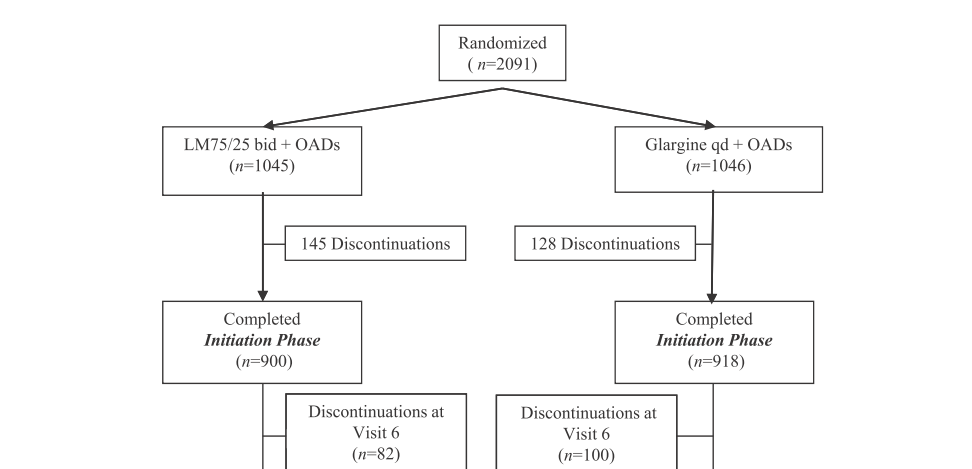 Randomized
( n=2091)
LM75/25 bid + OADs
(n=1045)
Glargine qd + OADs
(n=1046)
145 Discontinuations
128 Discontinuations
Completed
Initiation Phase
(n=900)
Completed
Initiation Phase
(n=918)
Discontinuations at
Visit 6
(n=82)
Discontinuations at
Visit 6
(n=100)